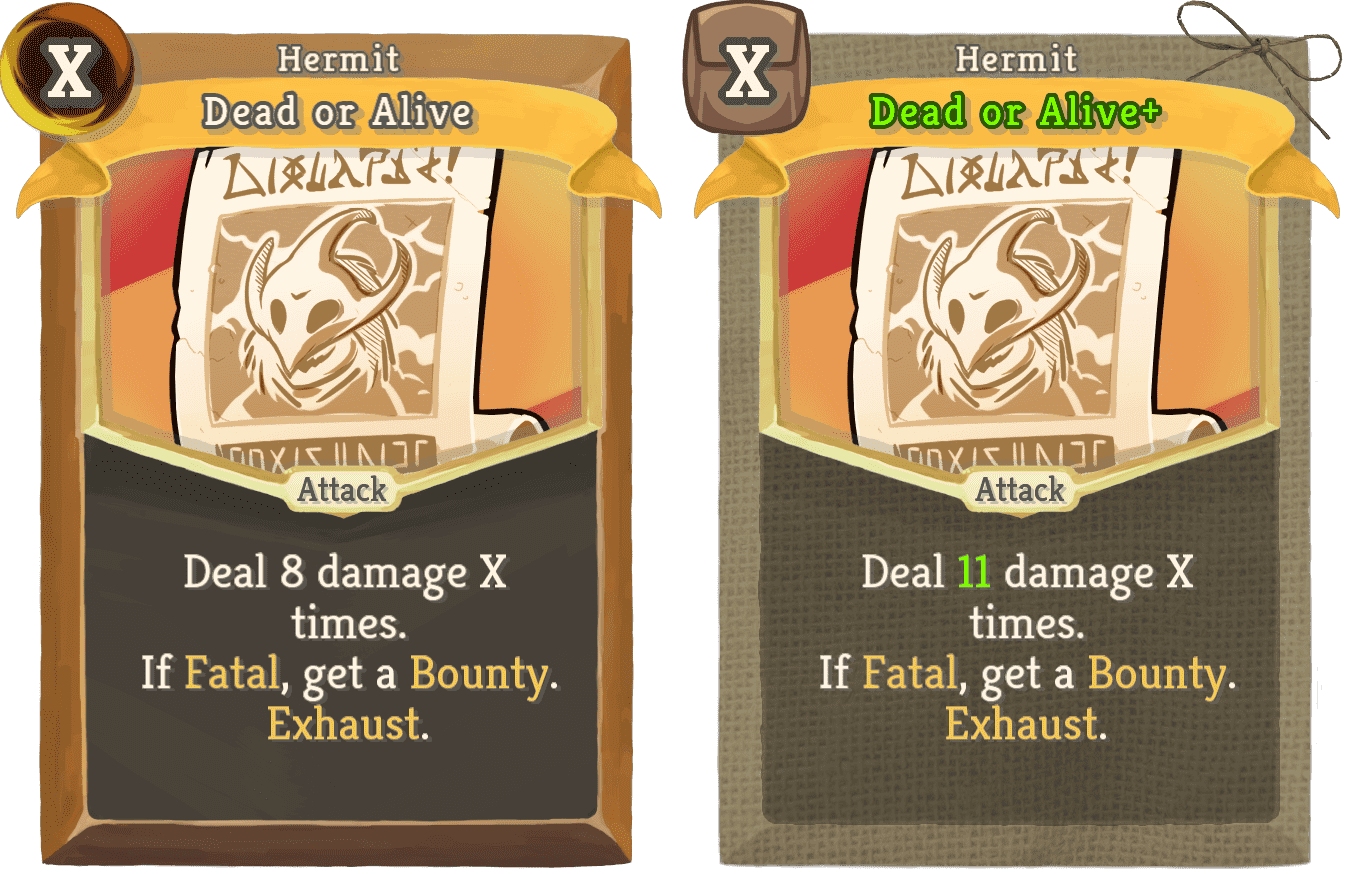 X
Hermit
Dead or Alive
Attack
Deal 8 damage X
times.
If Fatal, get a Bounty.
Exhaust.
X
Hermit
Dead or Alive+
Attack
Deal 11 damage X
times.
If Fatal, get a Bounty.
Exhaust.